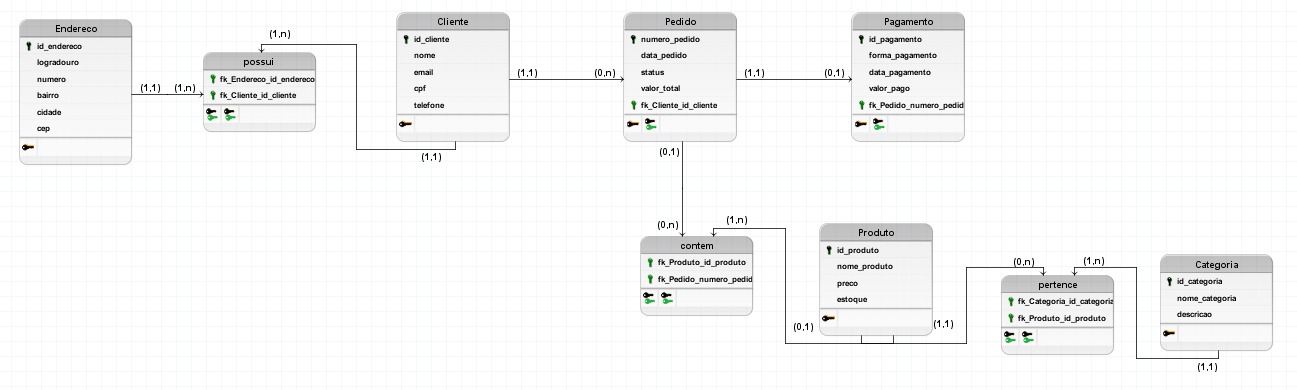 Endereco
id_endereco
logradouro
numero
bairro
cidade
cep
(1,1)
(1,n)
possui
fk_Endereco_id_endereco
fk_Cliente_id_cliente
(1,n)
Cliente
id_cliente
nome
email
cpf
telefone
(1,1)
(1,1)
(0,n)
Pedido
numero_pedido
data_pedido
status
valor_total
fk_Cliente_id_cliente
(1,1)
(0,1)
Pagamento
id_pagamento
forma_pagamento
data_pagamento
valor_pago
fk_Pedido_numero_pedid
(0,1)
(0,n)
(1,n)
contem
fk_Produto_id_produto
fk_Pedido_numero_pedid
Produto
id_produto
nome_produto
preco
estoque
(0,1)
(1,1)
(0,n)
(1,n)
pertence
fk_Categoria_id_categoria
fk_Produto_id_produto
Categoria
id_categoria
nome_categoria
descricao
(1,1)